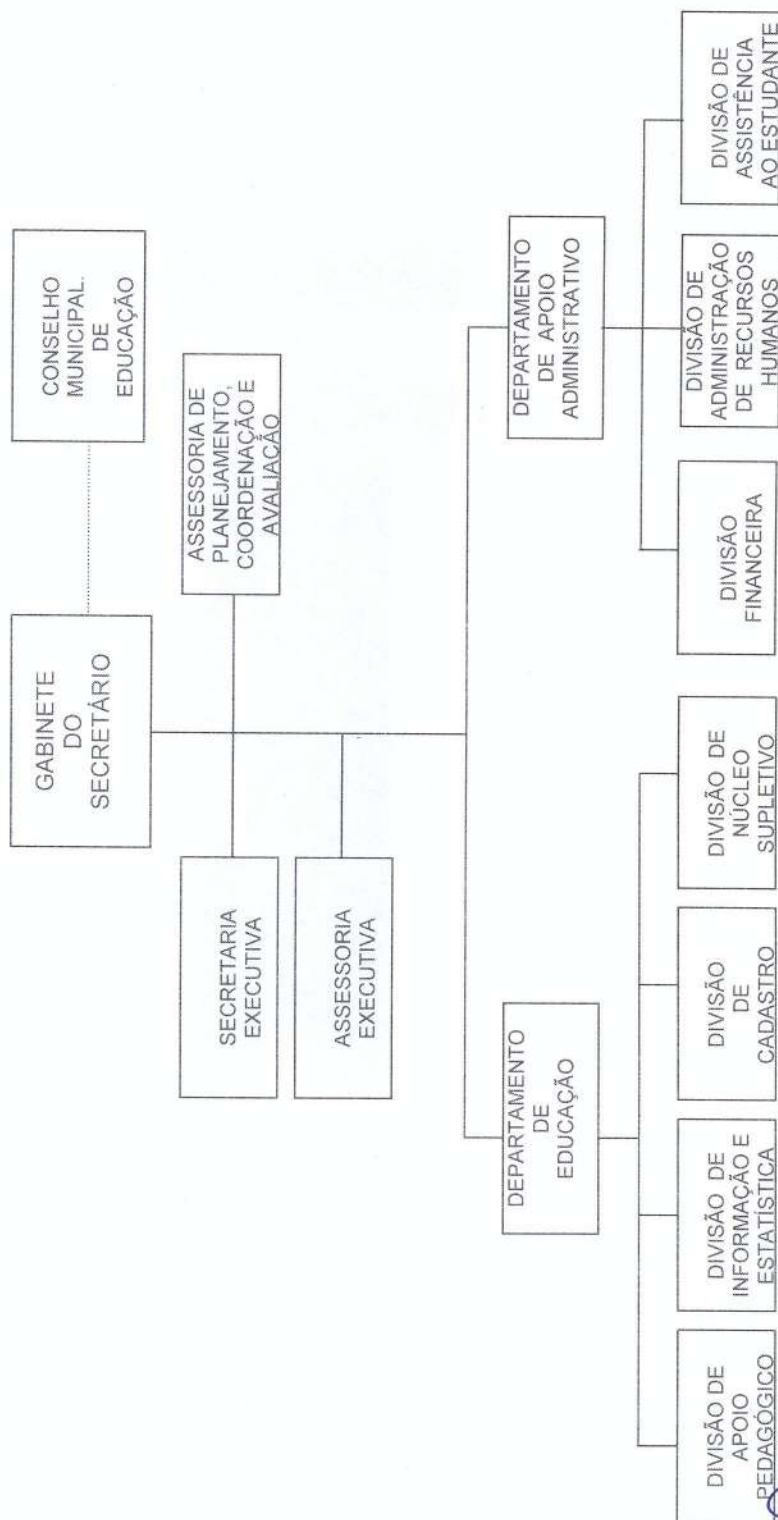 GABINETE
DO
SECRETÁRIO
CONSELHO
MUNICIPAL.
DE
EDUCAÇÃO
SECRETARIA
EXECUTIVA
ASSESSORIA DE
PLANEJAMENTO,
COORDENAÇÃO E
AVALIAÇÃO
ASSESSORIA
EXECUTIVA
DEPARTAMENTO
DE
EDUCAÇÃO
DEPARTAMENTO
DE APOIO
ADMINISTRATIVO
DIVISÃO DE
APOIO
PEDAGÓGICO
DIVISÃO DE
INFORMAÇÃO E
ESTATÍSTICA
DIVISÃO
DE
CADASTRO
DIVISÃO DE
NÚCLEO
SUPLETIVO
DIVISÃO
FINANCEIRA
DIVISÃO DE
ADMINISTRAÇÃO
DE RECURSOS
HUMANOS
DIVISÃO DE
ASSISTÊNCIA
AO ESTUDANTE